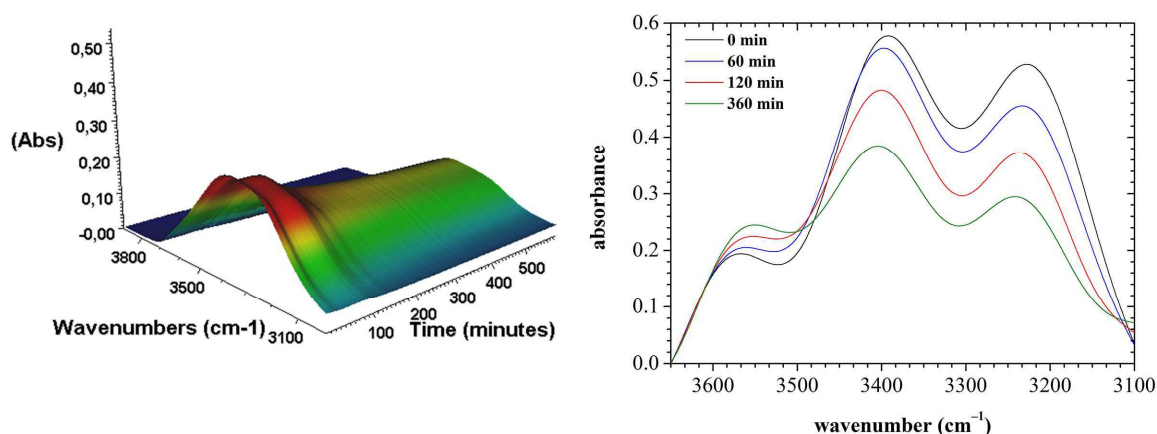 0,50
0,40
0,30
(Abs)
0,20
0,10
-0,00
3800
3500
3100
Wavenumbers (cm-1)
100
200
300
400
500
Time (minutes)
0.6
0.5
0.4
0.3
0.2
0.1
0.0
absorbance
0 min
60 min
120 min
360 min
3600 3500 3400 3300 3200 3100
wavenumber (cm⁻¹)